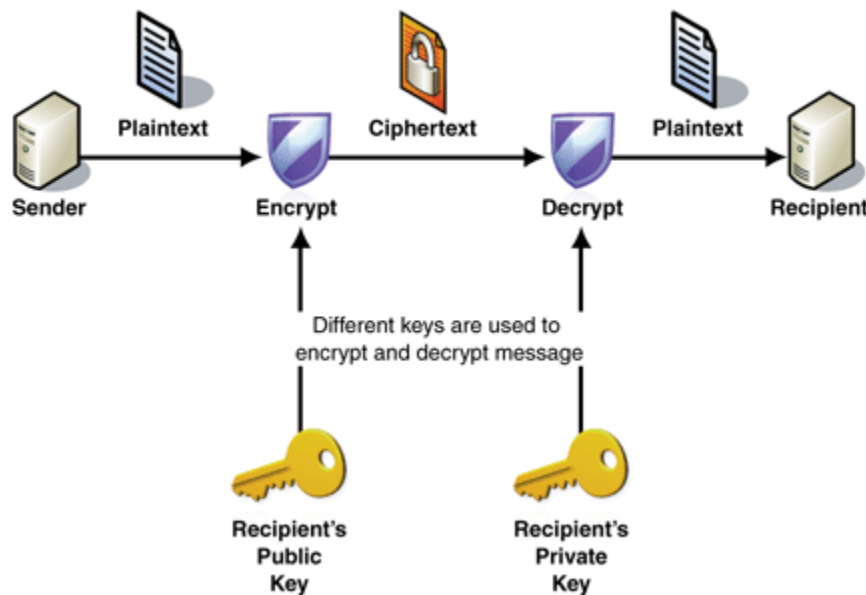 Plaintext
Ciphertext
Plaintext
Sender
Encrypt
Decrypt
Recipient
Different keys are used to
encrypt and decrypt message
Recipient's
Public
Key
Recipient's
Private
Key